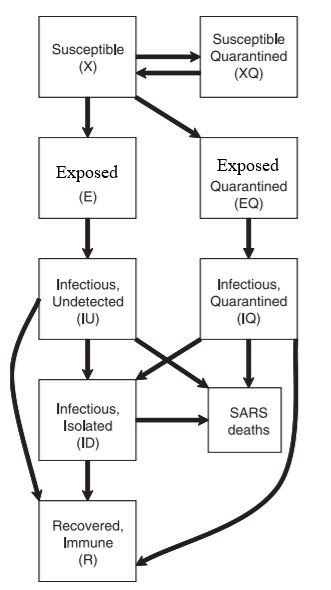 Susceptible
(X)
Susceptible
Quarantined
(XQ)
Exposed
(E)
Exposed
Quarantined
(EQ)
Infectious,
Undetected
(IU)
Infectious,
Quarantined
(IQ)
Infectious,
Isolated
(ID)
SARS
deaths
Recovered,
Immune
(R)